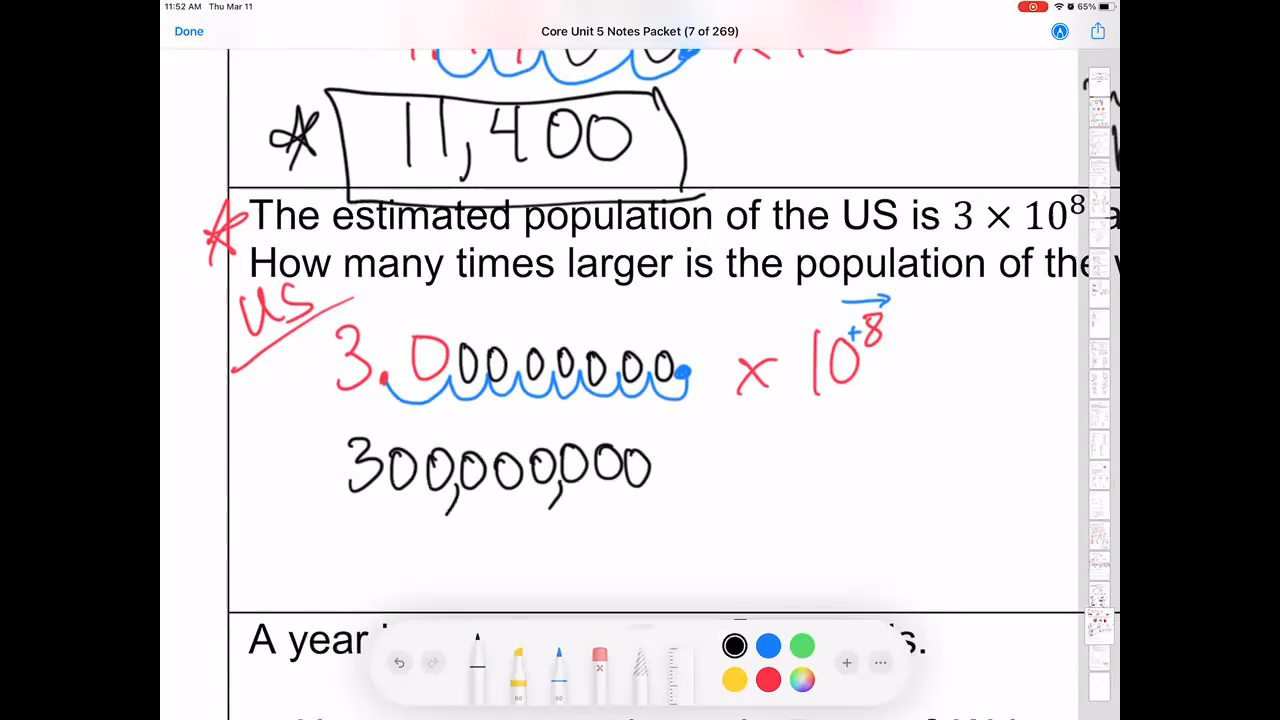 11:52 AM Thu Mar 11 65%
Done Core Unit 5 Notes Packet (7 of 269)
11,400
The estimated population of the US is 3 × 10⁸
How many times larger is the population of the
US
3.00000000. x 10⁺⁸
300,000,000
A year